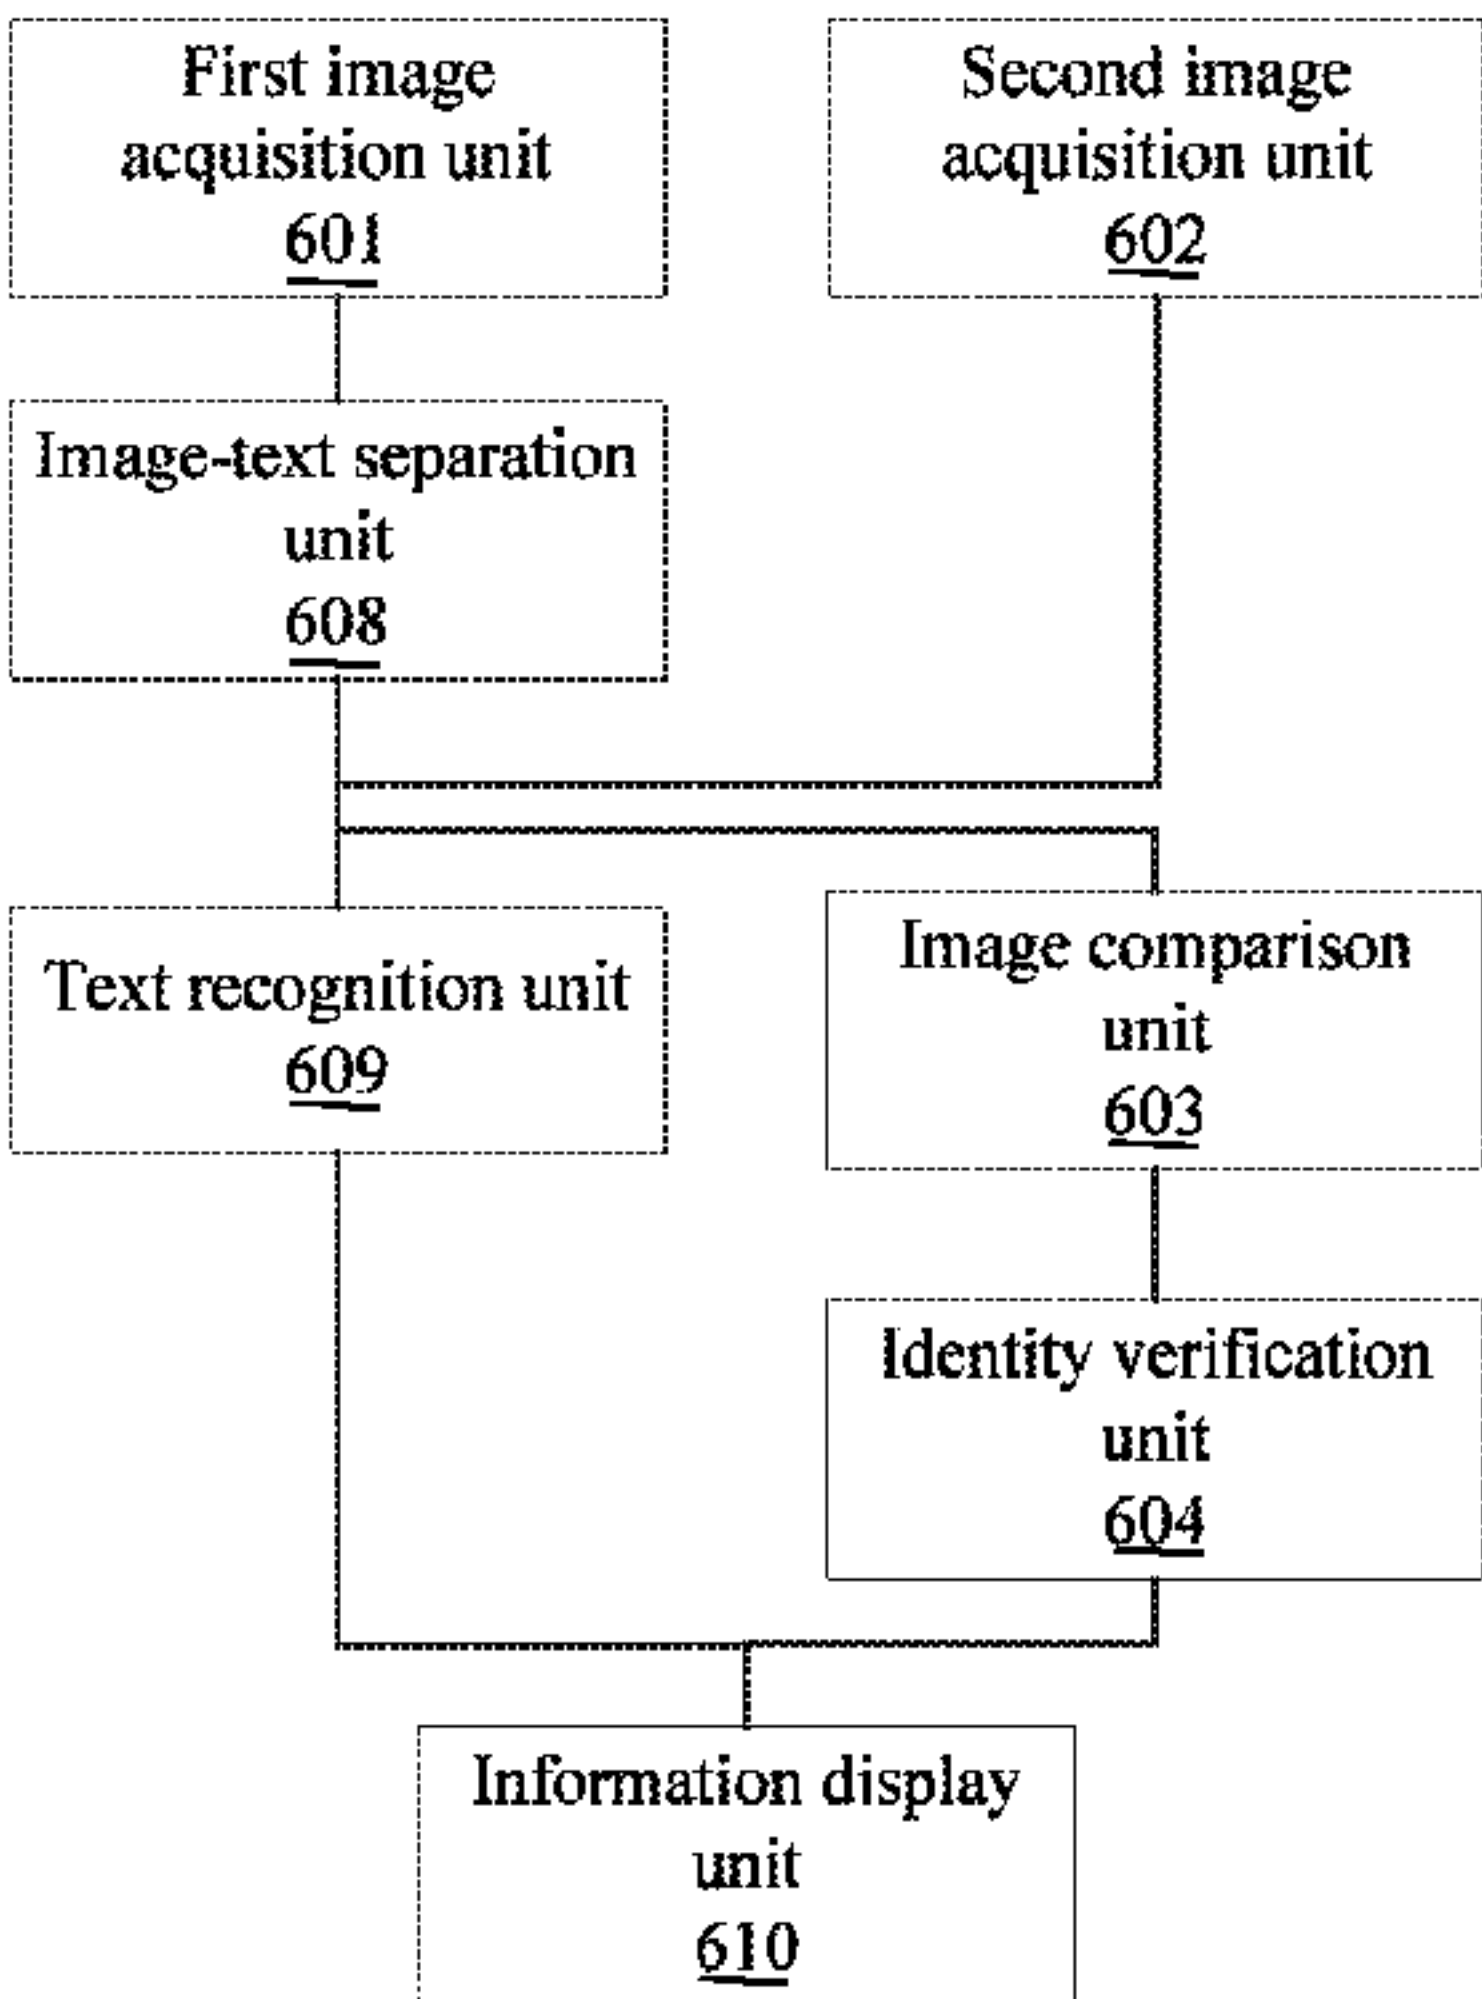 First image
acquisition unit
601
Second image
acquisition unit
602
Image-text separation
unit
608
Text recognition unit
609
Image comparison
unit
603
Identity verification
unit
604
Information display
unit
610